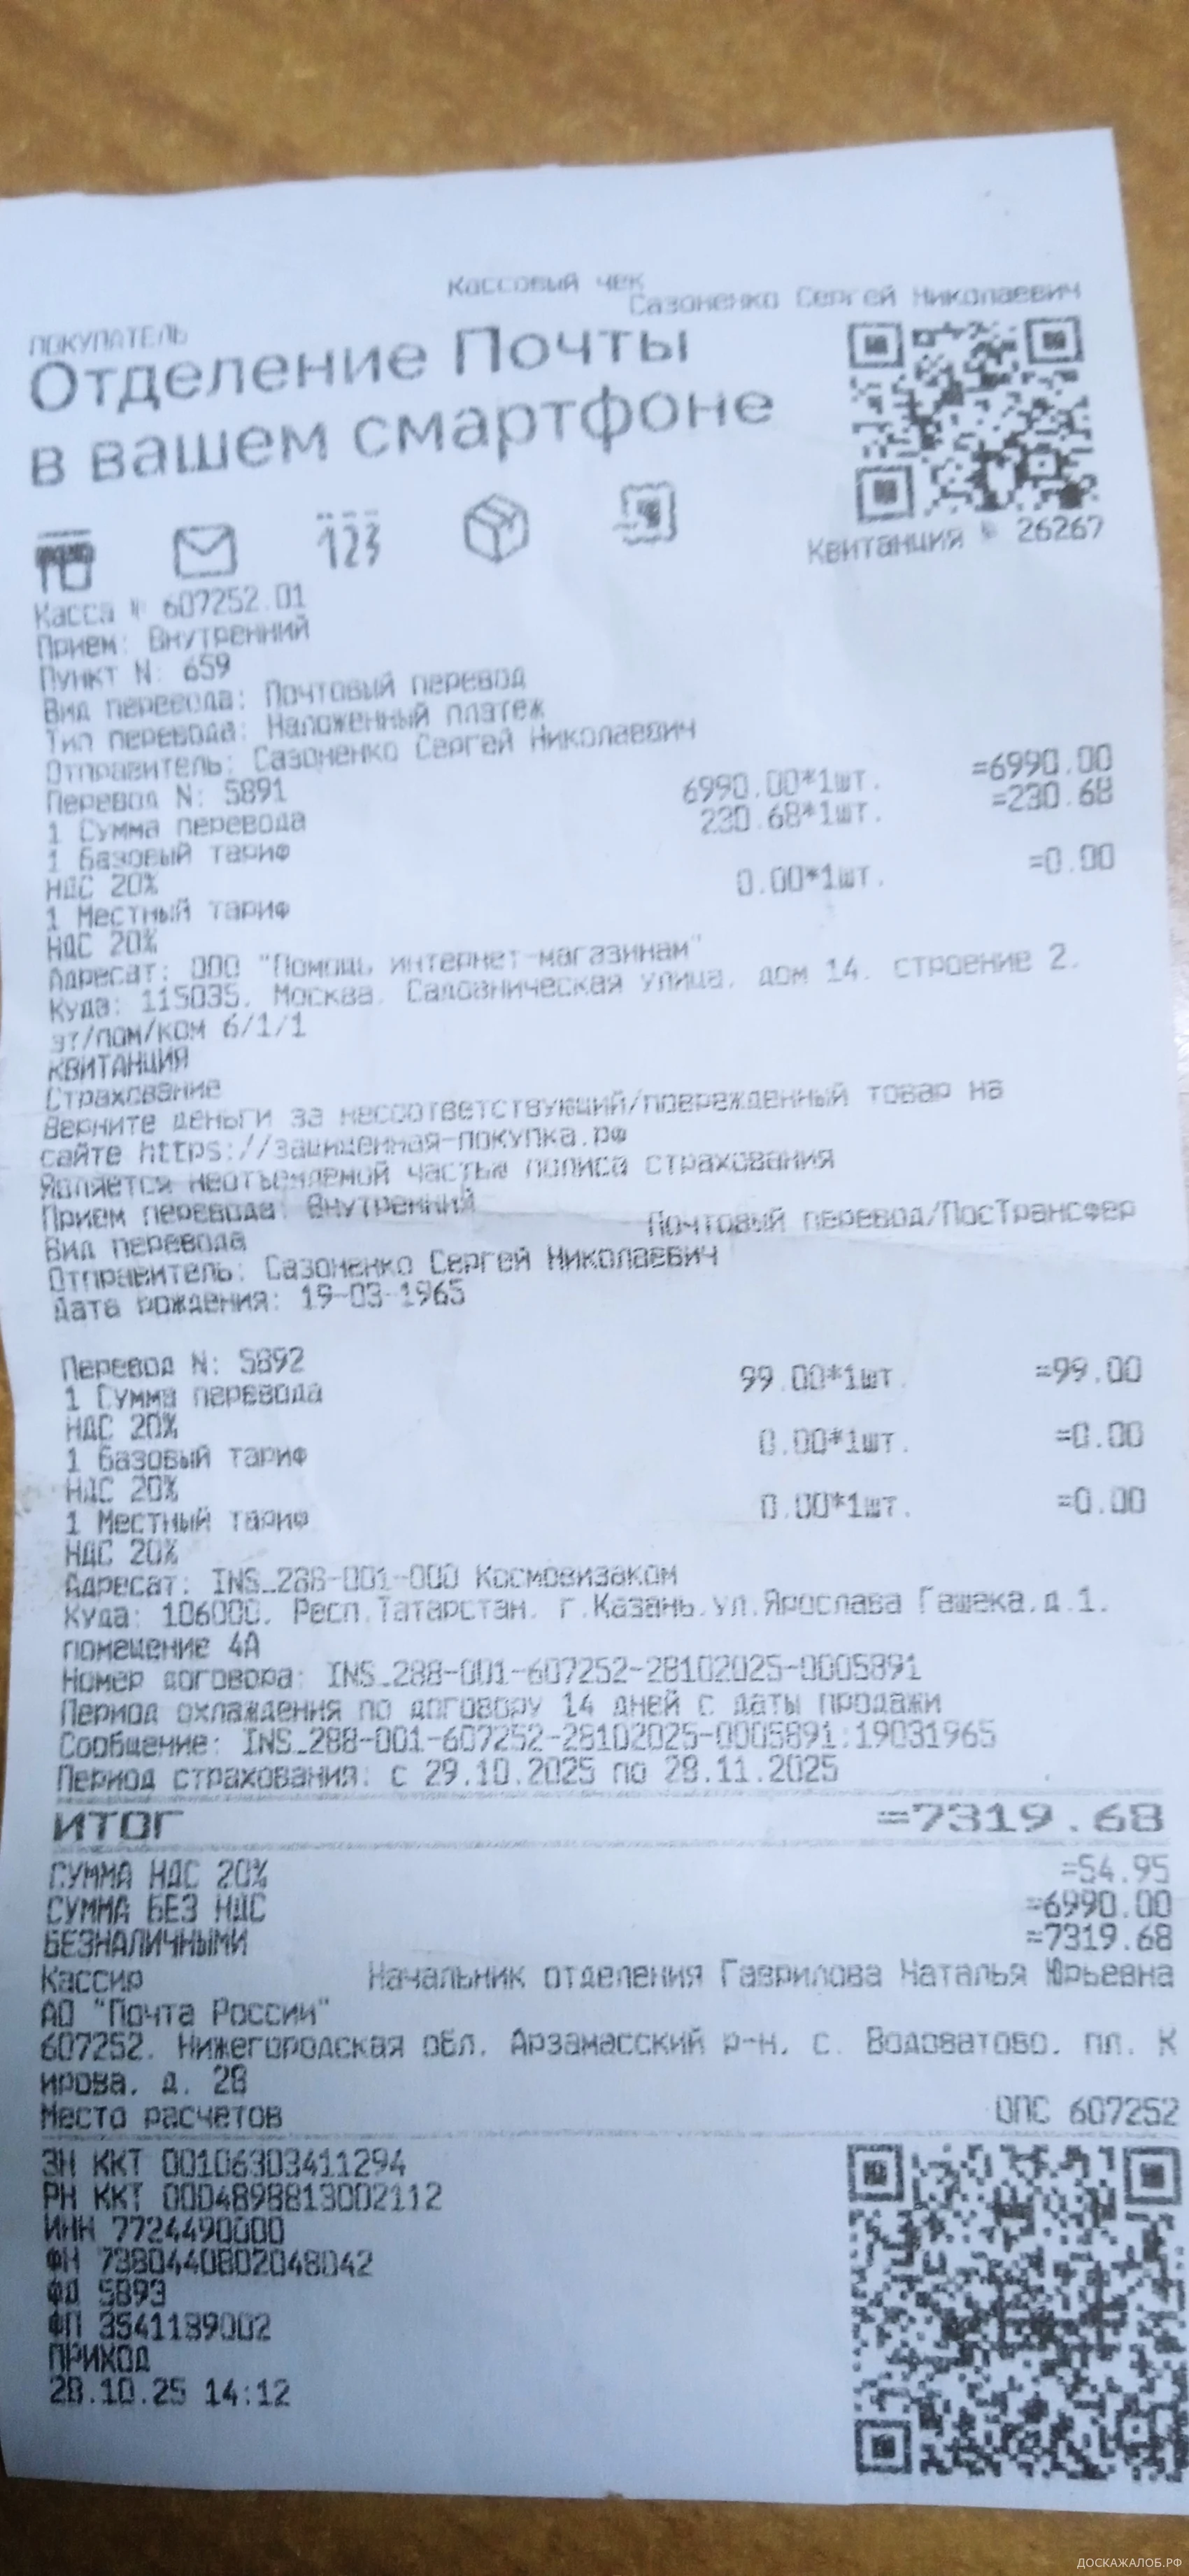 Кассовый чек
Сазоненко Сергей Николаевич
ПОКУПАТЕЛЬ
Отделение Почты
в вашем смартфоне
123
Квитанция № 26267
Касса № 607252.01
Прием: Внутренний
Пункт N: 659
Вид перевода: Почтовый перевод
Тип перевода: Наложенный платеж
Отправитель: Сазоненко Сергей Николаевич
Перевод N: 5891
1 Сумма перевода 6990.00*1шт. =6990.00
1 Базовый тариф 230.68*1шт. =230.68
НДС 20%
1 Местный тариф 0.00*1шт. =0.00
НДС 20%
Адресат: ООО "Помощь интернет-магазинам"
Куда: 115035, Москва, Садовническая улица, дом 14, строение 2,
эт/пом/ком 6/1/1
КВИТАНЦИЯ
Страхование
Верните деньги за несоответствующий/поврежденный товар на
сайте https://защищенная-покупка.рф
Является неотъемлемой частью полиса страхования
Прием перевода: Внутренний
Вид перевода Почтовый перевод/ПосТрансфер
Отправитель: Сазоненко Сергей Николаевич
Дата рождения: 19-03-1965
Перевод N: 5892
1 Сумма перевода 99.00*1шт. =99.00
НДС 20%
1 Базовый тариф 0.00*1шт. =0.00
НДС 20%
1 Местный тариф 0.00*1шт. =0.00
НДС 20%
Адресат: INS_288-001-000 Космовизаком
Куда: 106000, Респ.Татарстан, г.Казань,ул.Ярослава Гашека,д.1,
помещение 4А
Номер договора: INS_288-001-607252-28102025-0005891
Период охлаждения по договору 14 дней с даты продажи
Сообщение: INS_288-001-607252-28102025-0005891:19031965
Период страхования: с 29.10.2025 по 28.11.2025
ИТОГ =7319.68
СУММА НДС 20% =54.95
СУММА БЕЗ НДС =6990.00
БЕЗНАЛИЧНЫМИ =7319.68
Кассир Начальник отделения Гаврилова Наталья Юрьевна
АО "Почта России"
607252, Нижегородская обл, Арзамасский р-н, с. Водоватово, пл. К
ирова, д. 28
Место расчетов ОПС 607252
ЗН ККТ 00106303411294
РН ККТ 0004898813002112
ИНН 7724490000
ФН 7380440802048042
ФД 5893
ФП 3541139002
ПРИХОД
28.10.25 14:12
ДОСКАЖАЛОБ.РФ